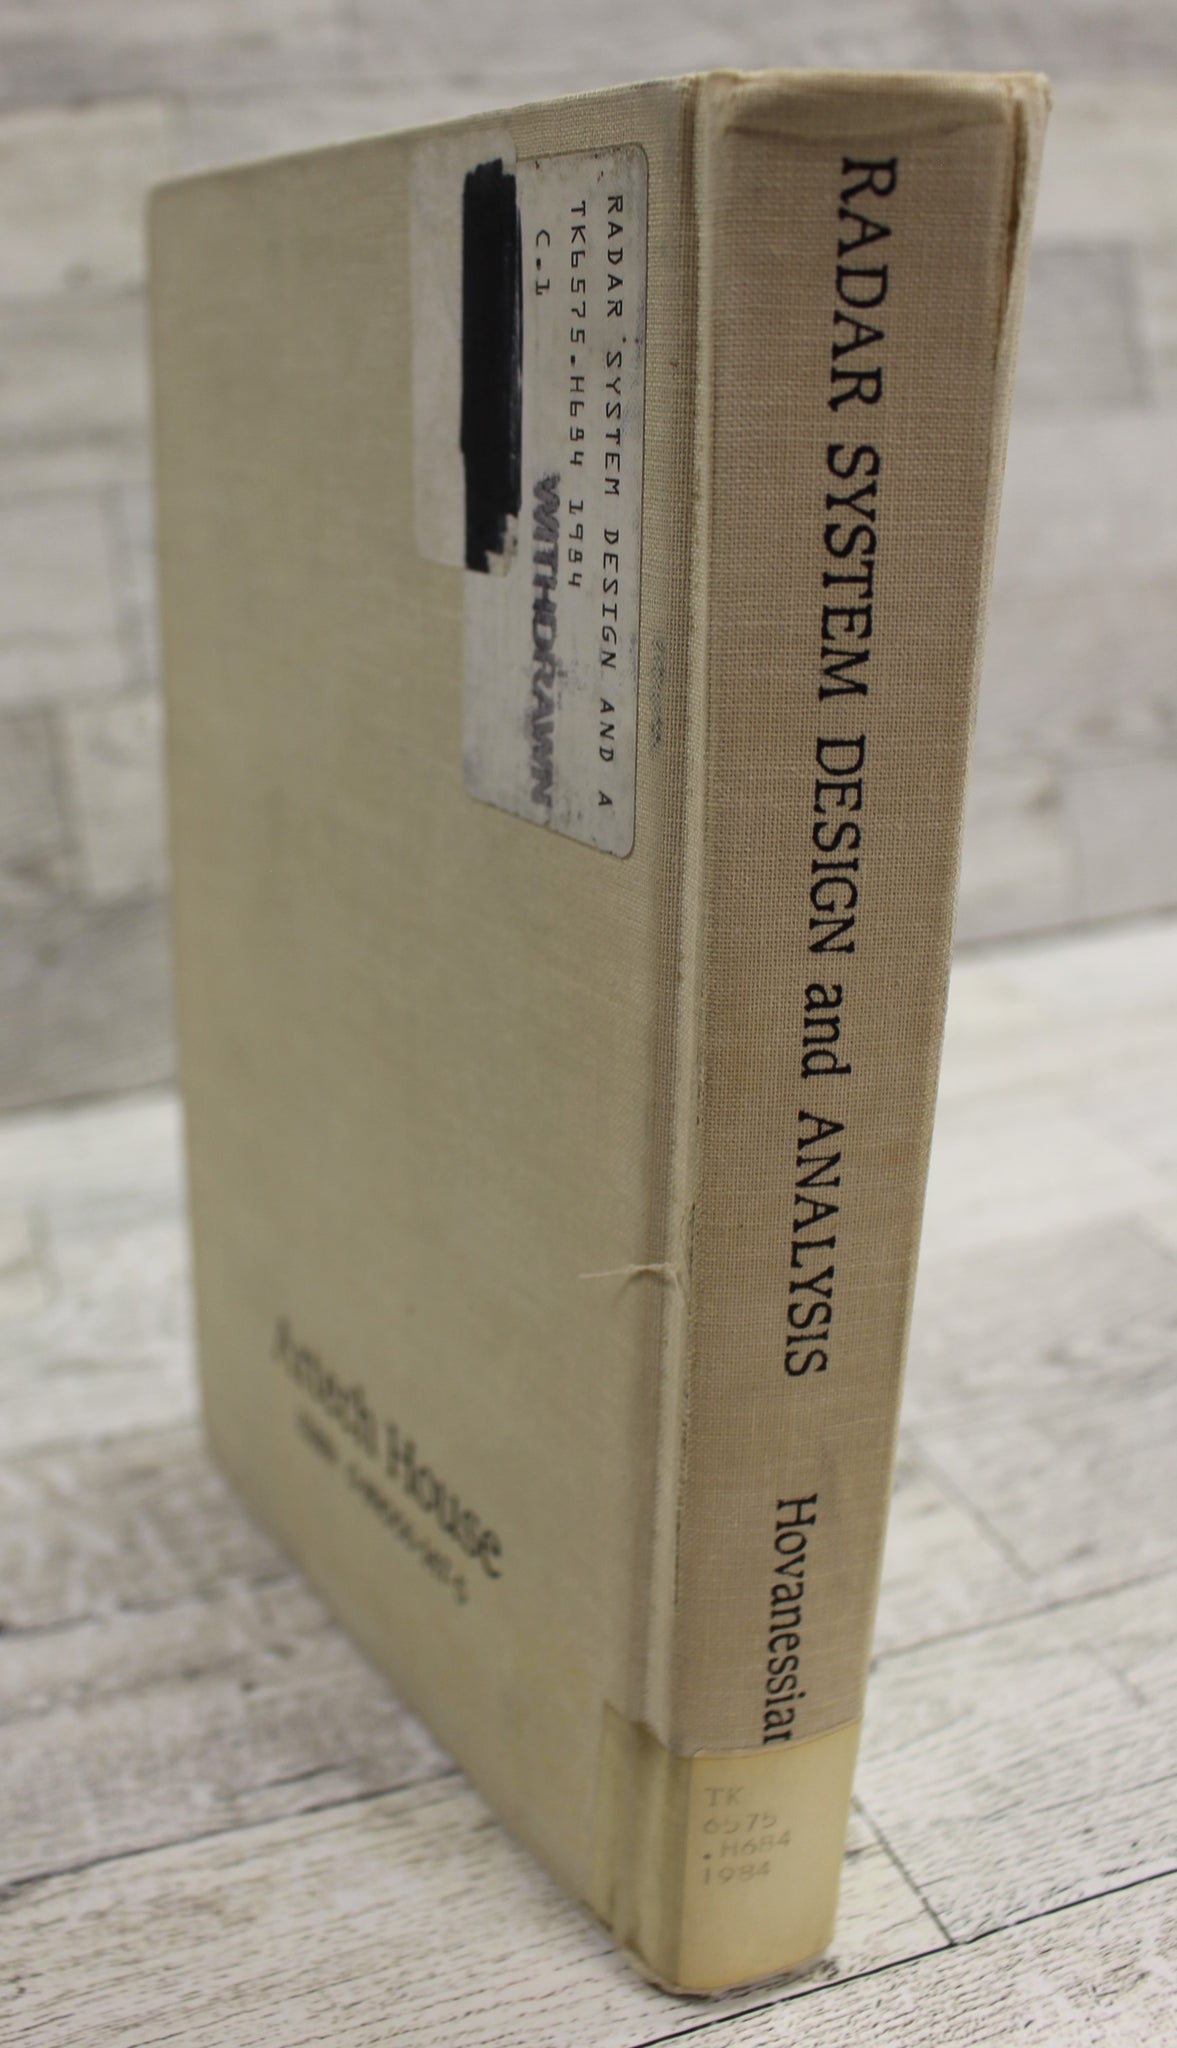 RADAR SYSTEM DESIGN and ANALYSIS Hovanessian
TK
6575
.H684
1984
RADAR SYSTEM DESIGN AND A
TK6575.H684 1984
C.1
WITHDRAWN
Artech House